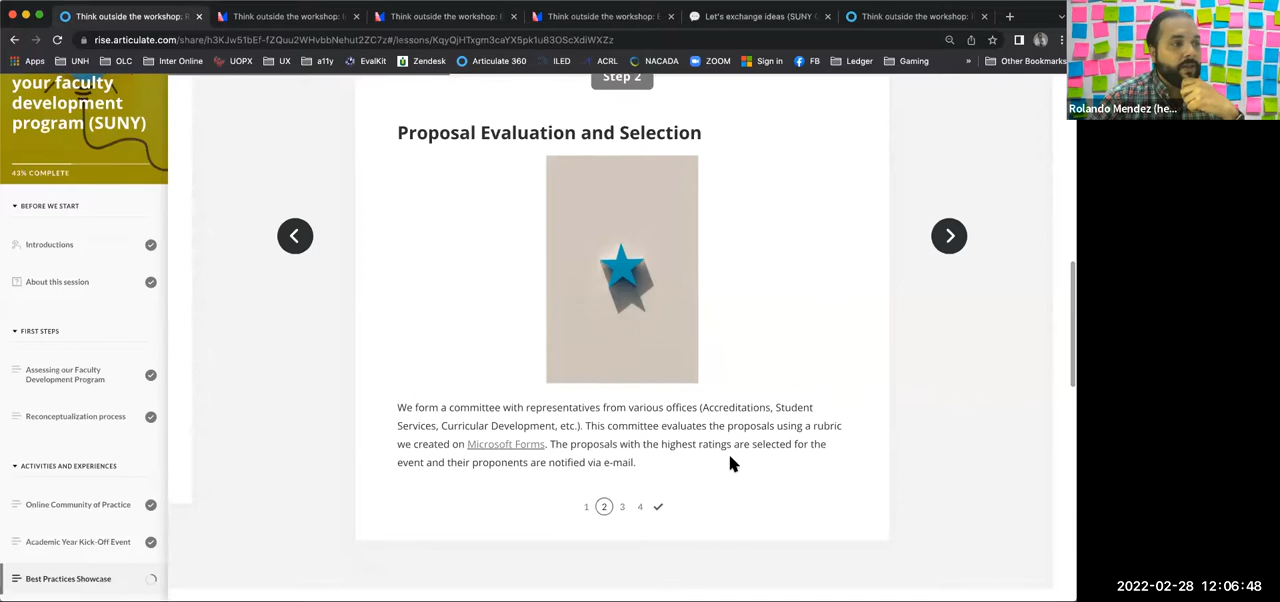 Think outside the workshop: R
Think outside the workshop: I
Think outside the workshop:
Think outside the workshop: E
Let's exchange ideas (SUNY C
Think outside the workshop:
rise.articulate.com/share/h3KJw51bEf-fZQuu2WHvbbNehut2ZC7z#/lessons/KqyQjHTxgm3caYX5pk1u83OScXdiWXZz
Apps UNH OLC Inter Online UOPX UX a11y EvalKit Zendesk Articulate 360 ILED ACRL NACADA ZOOM Sign in FB Ledger Gaming » Other Bookmarks
Rolando Mendez (he...
your faculty
development
program (SUNY)
43% COMPLETE
BEFORE WE START
Introductions
About this session
FIRST STEPS
Assessing our Faculty
Development Program
Reconceptualization process
ACTIVITIES AND EXPERIENCES
Online Community of Practice
Academic Year Kick-Off Event
Best Practices Showcase
Step 2
Proposal Evaluation and Selection
We form a committee with representatives from various offices (Accreditations, Student
Services, Curricular Development, etc.). This committee evaluates the proposals using a rubric
we created on Microsoft Forms. The proposals with the highest ratings are selected for the
event and their proponents are notified via e-mail.
1 2 3 4
2022-02-28 12:06:48